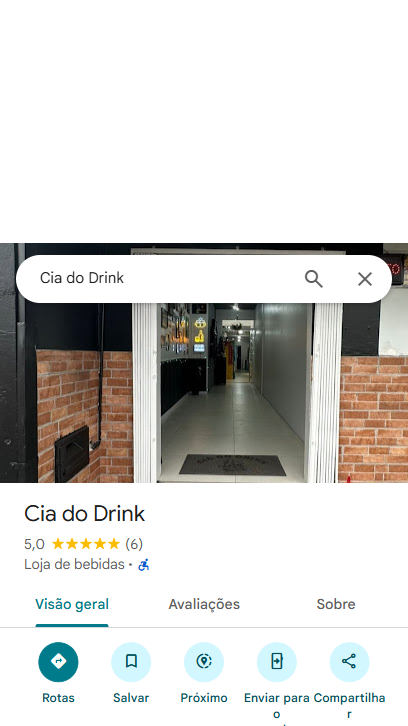 Cia do Drink
Cia do Drink
5,0 (6)
Loja de bebidas •
Visão geral Avaliações Sobre
Rotas Salvar Próximo Enviar para o Compartilhar